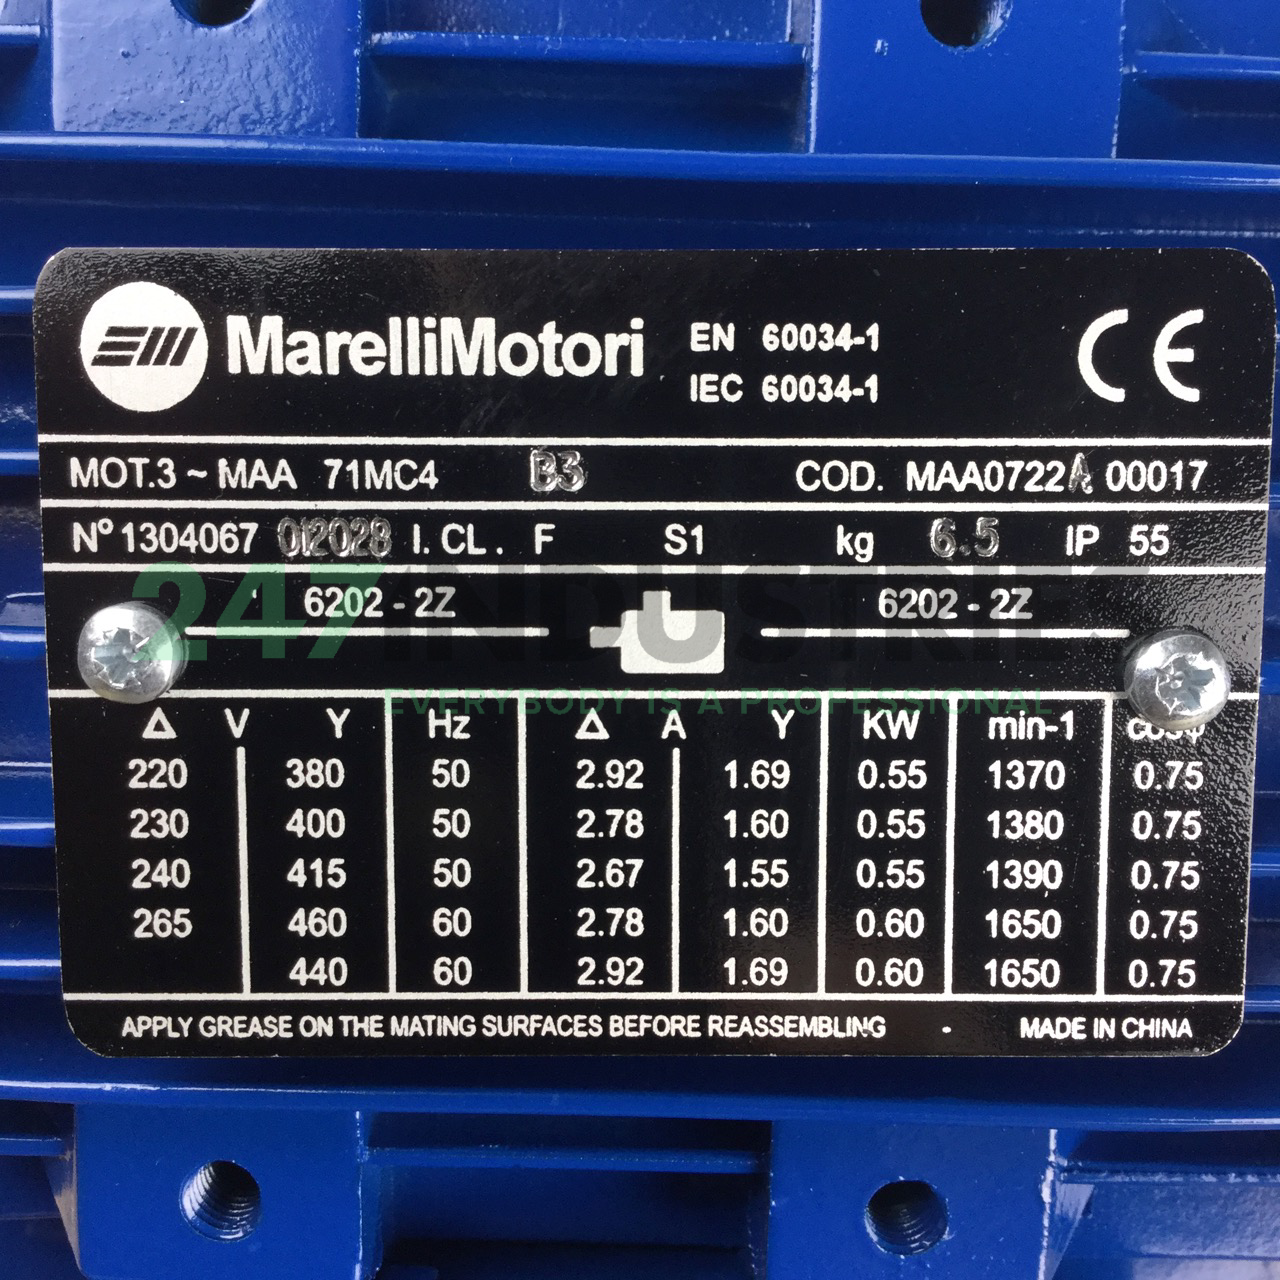 MarelliMotori EN 60034-1
IEC 60034-1
CE
MOT.3 ~ MAA 71MC4 B3 COD. MAA0722A 00017
Nº 1304067 012028 I. CL. F S1 kg 6.5 IP 55
6202 - 2Z 6202 - 2Z
247 INDUSTRIE
EVERYBODY IS A PROFESSIONAL
Δ V Y Hz Δ A Y KW min-1 cosφ
220 380 50 2.92 1.69 0.55 1370 0.75
230 400 50 2.78 1.60 0.55 1380 0.75
240 415 50 2.67 1.55 0.55 1390 0.75
265 460 60 2.78 1.60 0.60 1650 0.75
440 60 2.92 1.69 0.60 1650 0.75
APPLY GREASE ON THE MATING SURFACES BEFORE REASSEMBLING . MADE IN CHINA